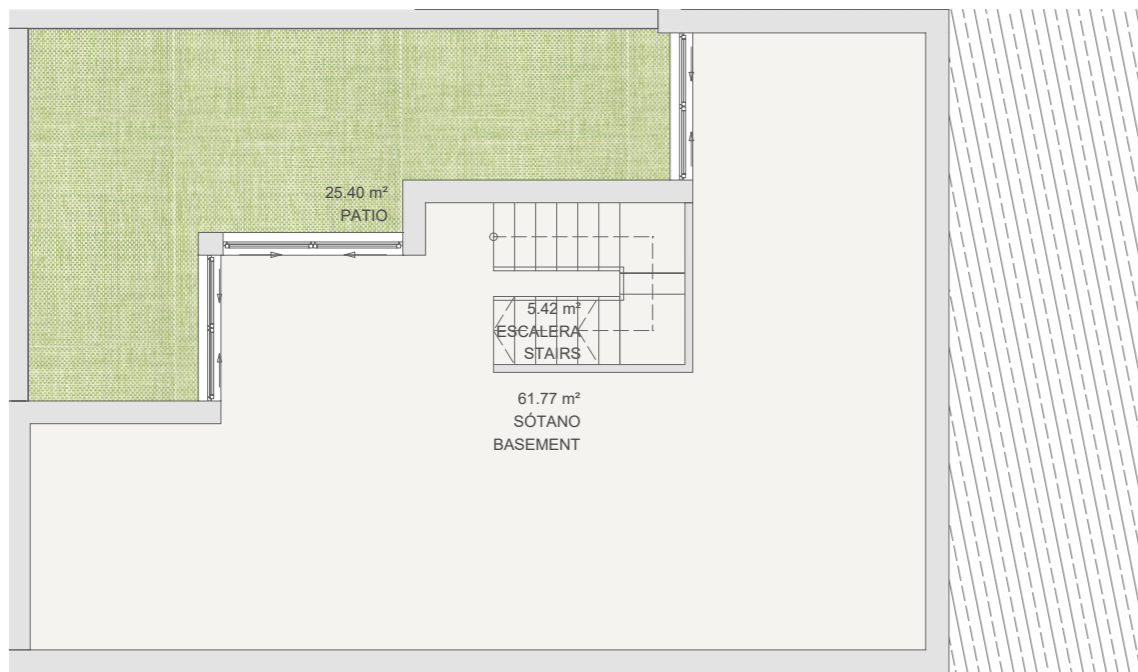 25.40 m²
PATIO
5.42 m²
ESCALERA
STAIRS
61.77 m²
SÓTANO
BASEMENT